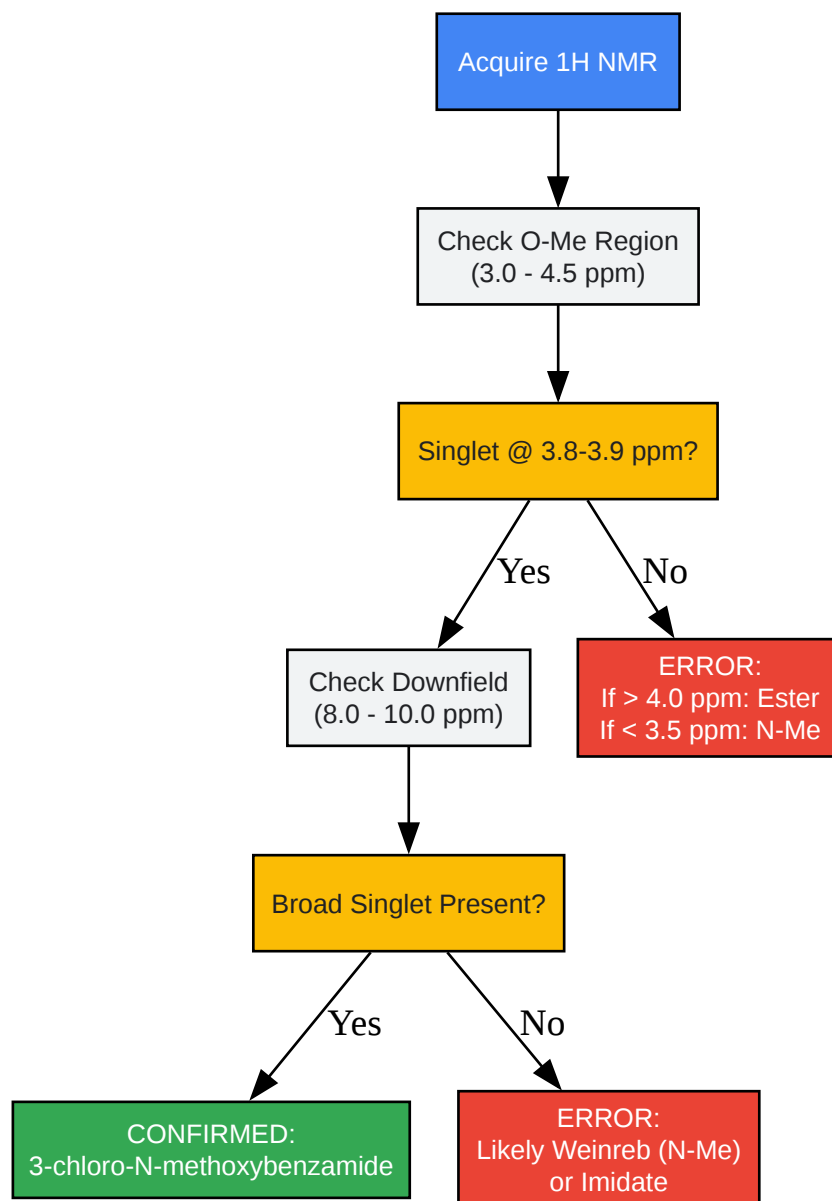 Acquire 1H NMR
Check O-Me Region
(3.0 - 4.5 ppm)
Singlet @ 3.8-3.9 ppm?
Yes
No
Check Downfield
(8.0 - 10.0 ppm)
ERROR:
If > 4.0 ppm: Ester
If < 3.5 ppm: N-Me
Broad Singlet Present?
Yes
No
CONFIRMED:
3-chloro-N-methoxybenzamide
ERROR:
Likely Weinreb (N-Me)
or Imidate